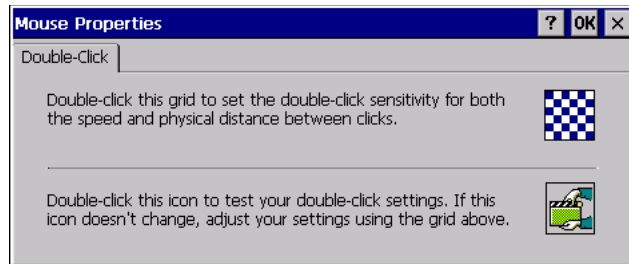 Mouse Properties ? OK ×
Double-Click
Double-click this grid to set the double-click sensitivity for both
the speed and physical distance between clicks.
Double-click this icon to test your double-click settings. If this
icon doesn't change, adjust your settings using the grid above.